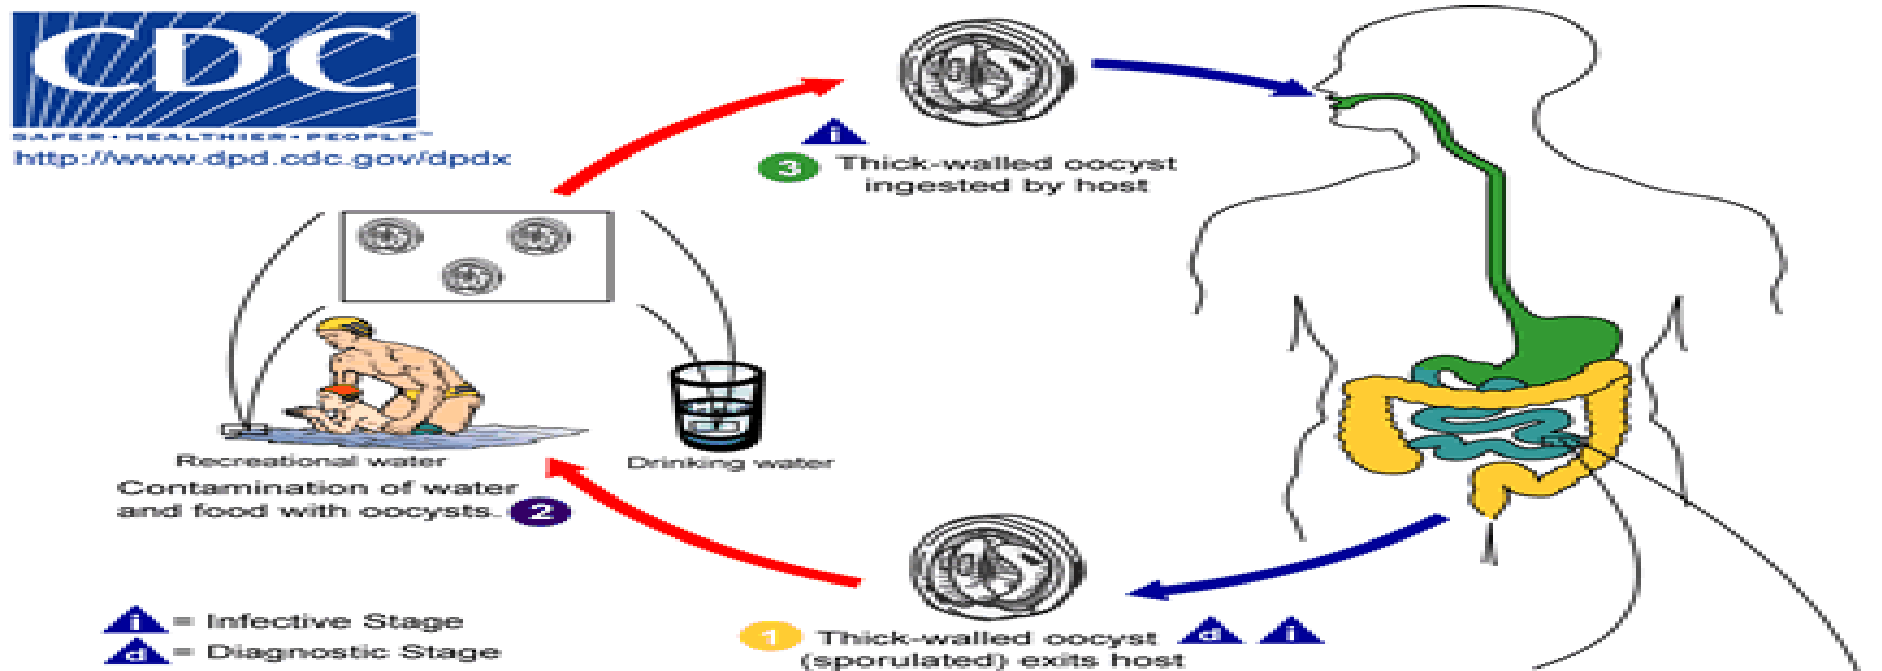 CDC
SAFER • HEALTHIER • PEOPLE™
http://www.dpd.cdc.gov/dpdx
i
3 Thick-walled oocyst
ingested by host
Recreational water
Drinking water
Contamination of water
and food with oocysts. 2
i = Infective Stage
d = Diagnostic Stage
1 Thick-walled oocyst d i
(sporulated) exits host